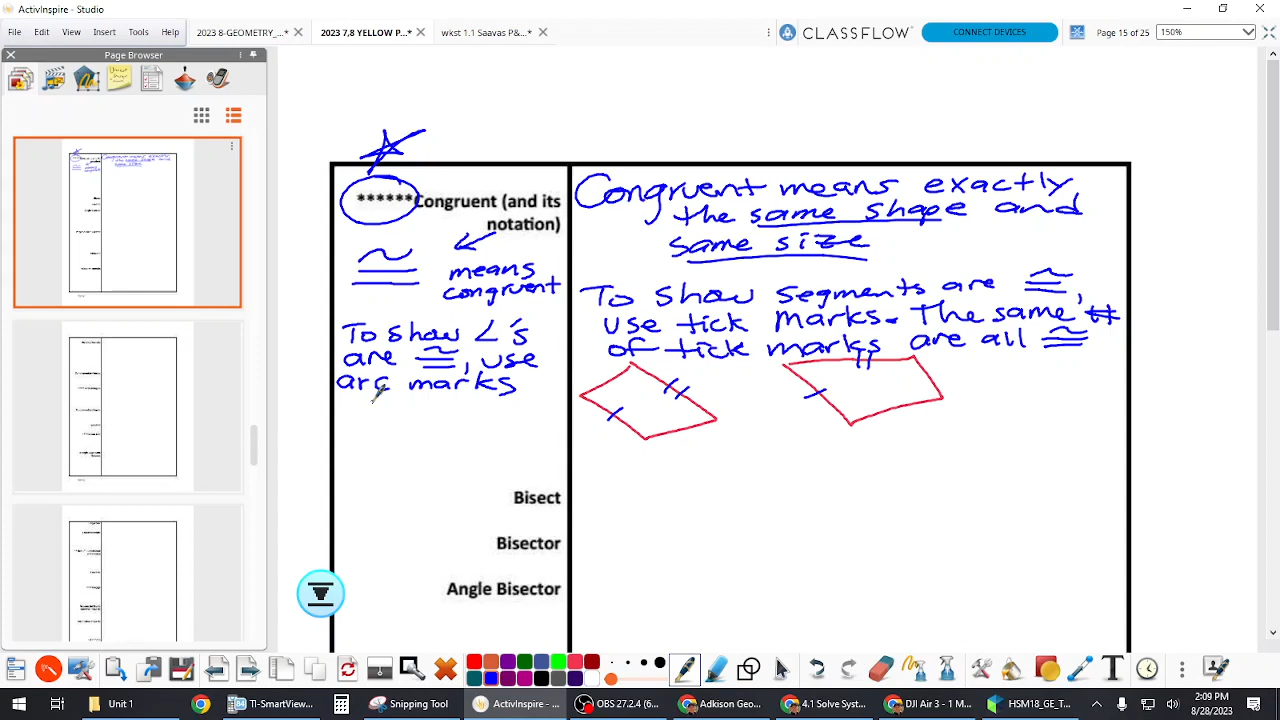 ActivInspire - Studio
File Edit View Insert Tools Help
2023 8-GEOMETRY_...*
2023 7,8 YELLOW P...*
wkst 1.1 Saavas P&...*
CLASSFLOW
CONNECT DEVICES
Page 15 of 25
150%
Page Browser
******Congruent (and its
notation)
≅ means
congruent
To show ∠'s
are ≅, use
arc marks
Congruent means exactly
the same shape and
same size
To show segments are ≅,
use tick marks. The same #
of tick marks are all ≅
Bisect
Bisector
Angle Bisector
Unit 1
TI-SmartView...
Snipping Tool
ActivInspire - ...
OBS 27.2.4 (6...
Adkison Geo...
4.1 Solve Syst...
DJI Air 3 - 1 M...
HSM18_GE_T...
2:09 PM
8/28/2023